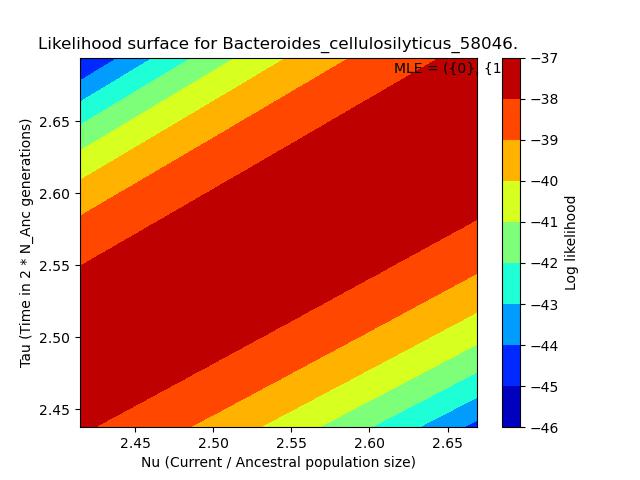 Likelihood surface for Bacteroides_cellulosilyticus_58046.
MLE = ({0}, {1
Tau (Time in 2 * N_Anc generations)
2.65
2.60
2.55
2.50
2.45
2.45 2.50 2.55 2.60 2.65
Nu (Current / Ancestral population size)
−37
−38
−39
−40
−41
−42
−43
−44
−45
−46
Log likelihood